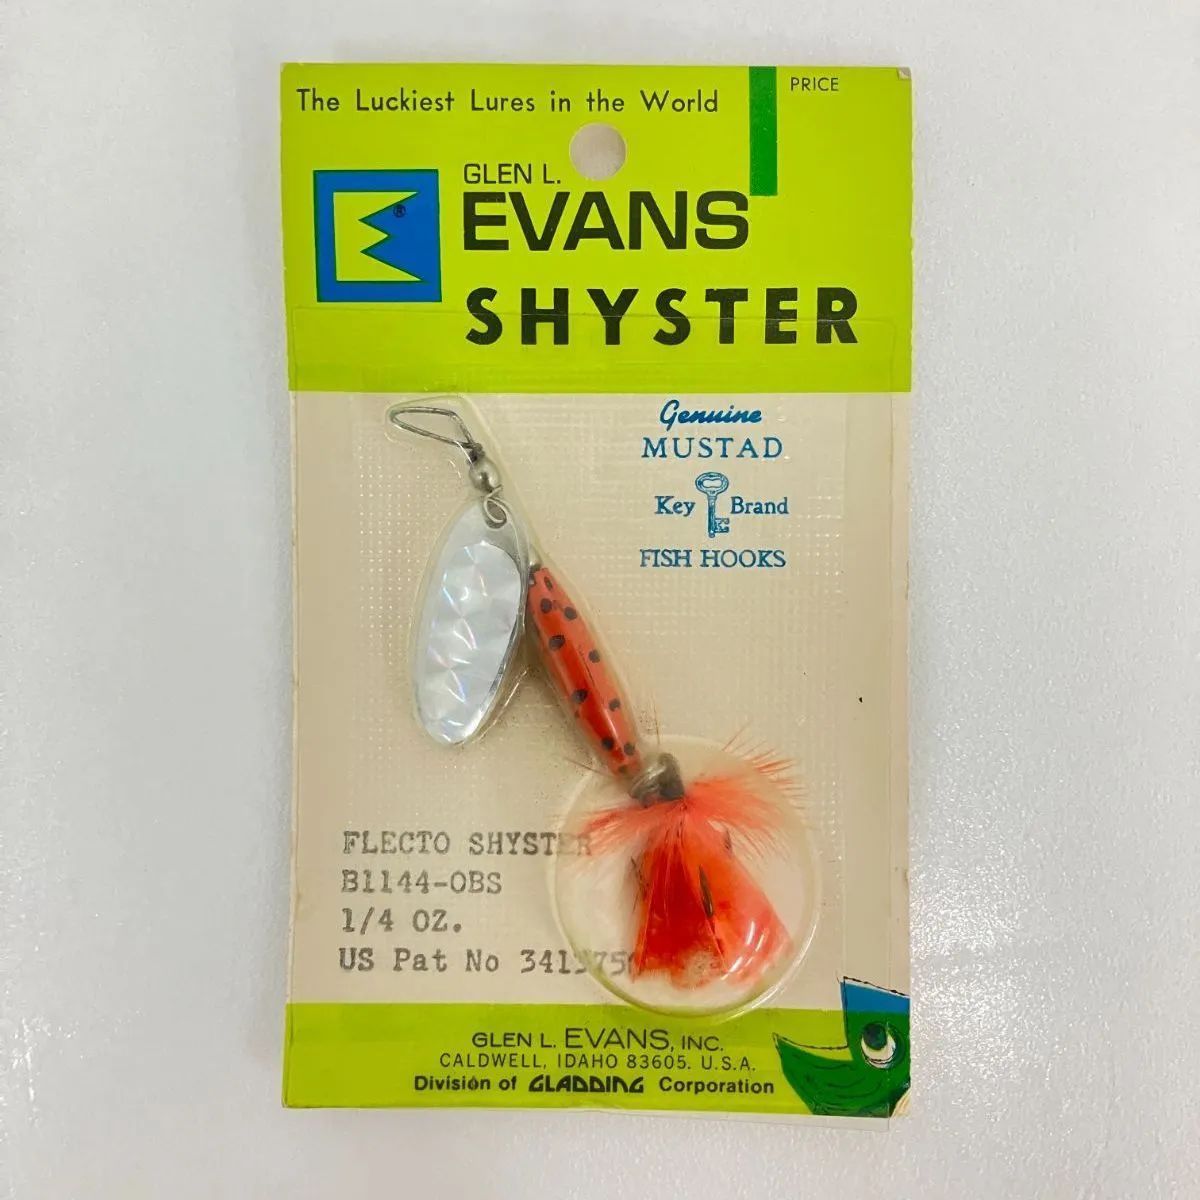 The Luckiest Lures in the World
PRICE
GLEN L.
EVANS
®
SHYSTER
Genuine
MUSTAD
Key Brand
FISH HOOKS
FLECTO SHYSTER
B1144-OBS
1/4 OZ.
US Pat No
GLEN L. EVANS, INC.
CALDWELL, IDAHO 83605. U.S.A.
Division of GLADDING Corporation